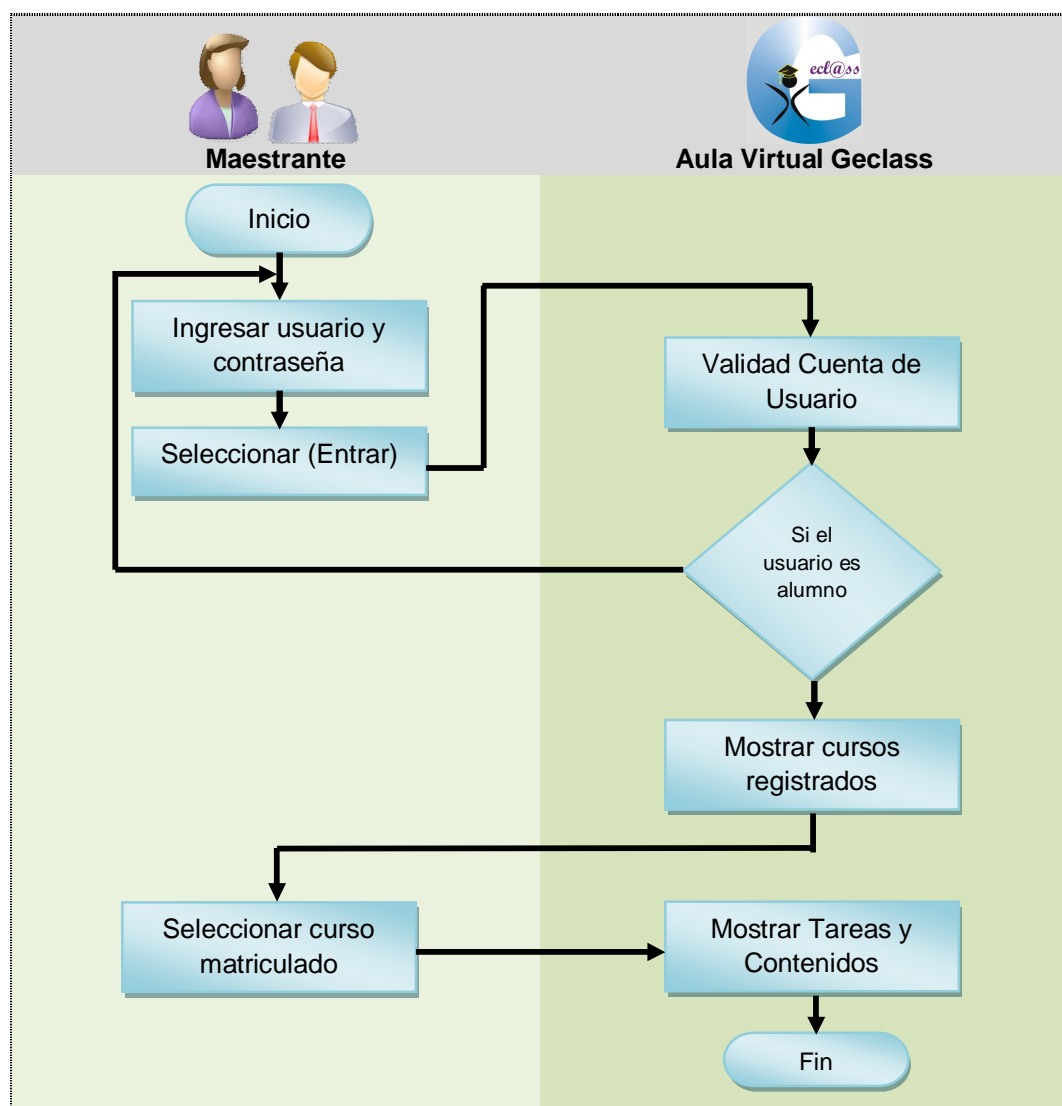 ecl@ss
Maestrante
Aula Virtual Geclass
Inicio
Ingresar usuario y
contraseña
Seleccionar (Entrar)
Validad Cuenta de
Usuario
Si el
usuario es
alumno
Mostrar cursos
registrados
Seleccionar curso
matriculado
Mostrar Tareas y
Contenidos
Fin